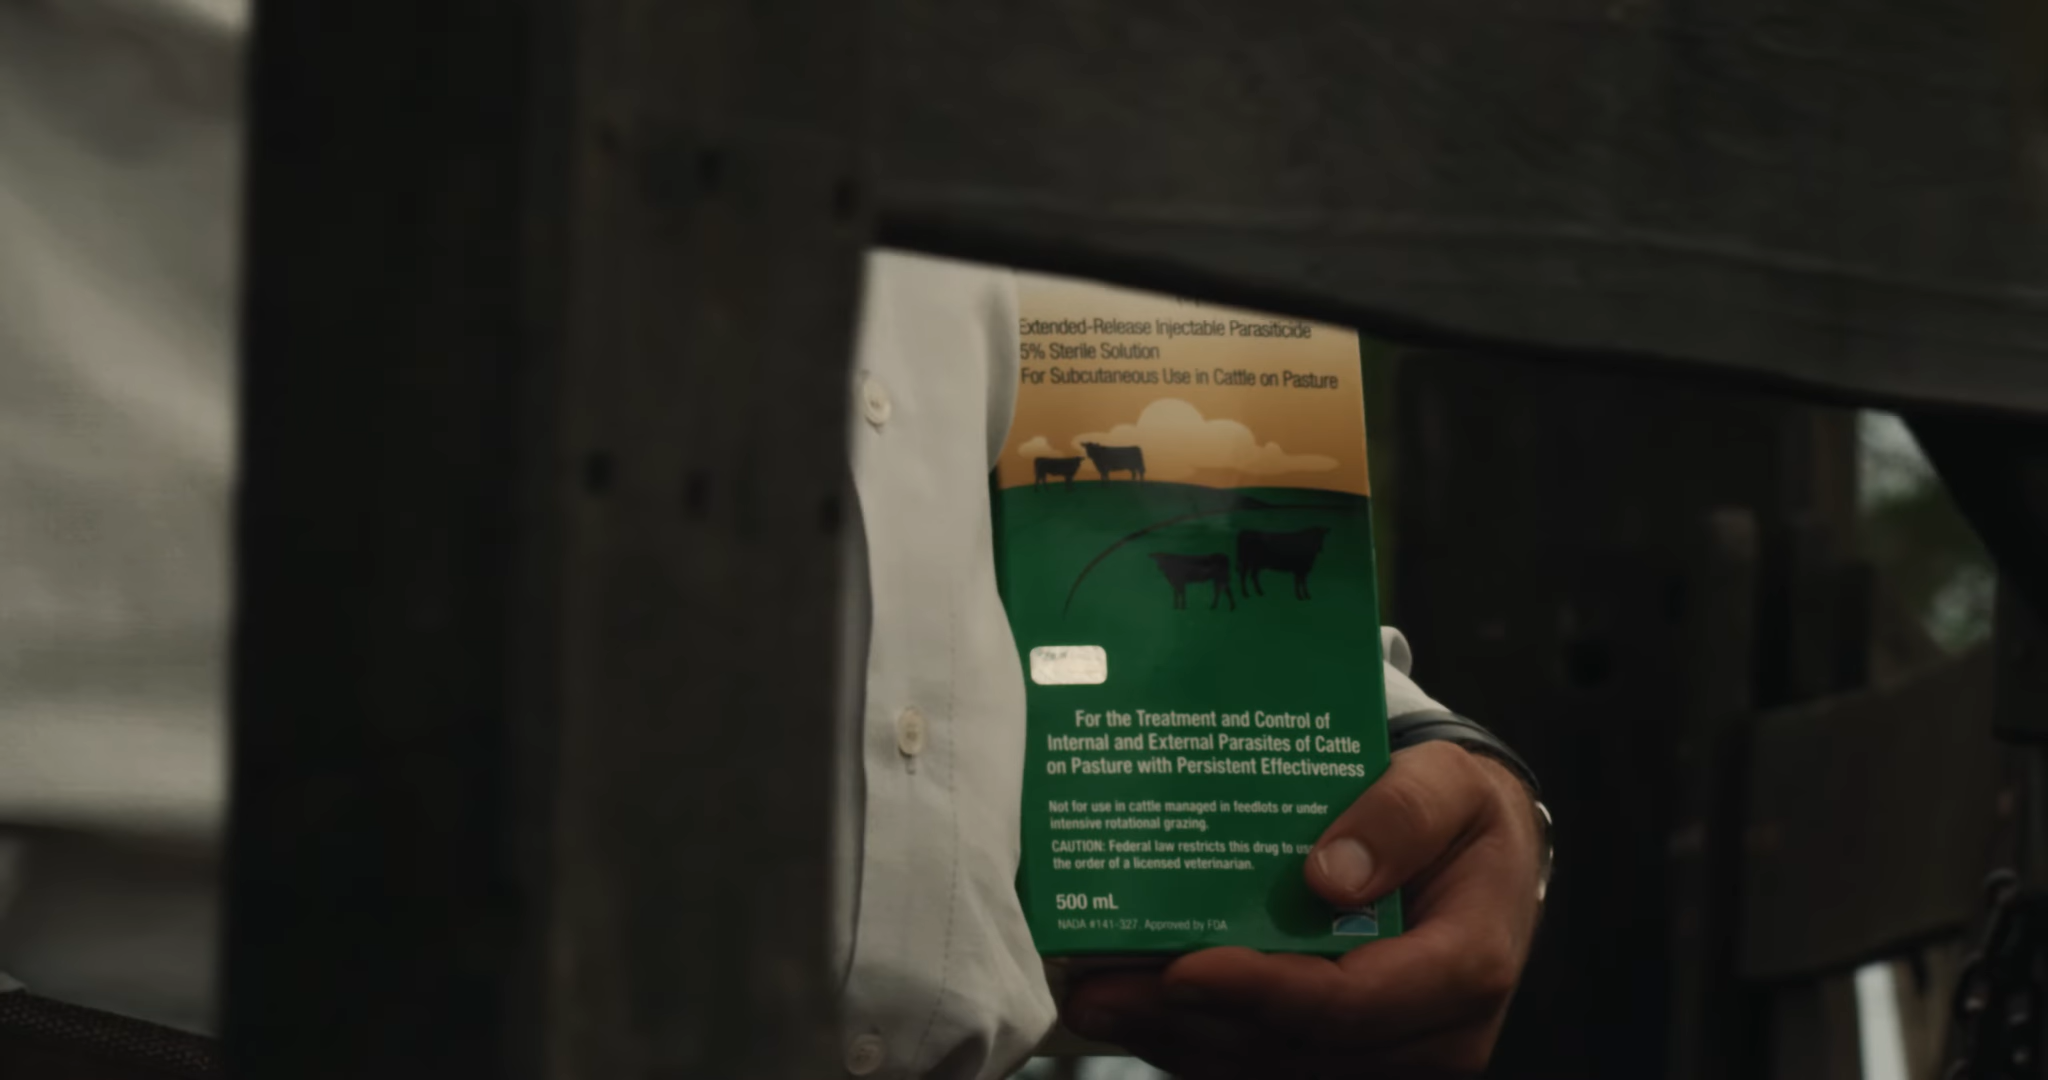 Extended-Release Injectable Parasiticide
5% Sterile Solution
For Subcutaneous Use in Cattle on Pasture
For the Treatment and Control of
Internal and External Parasites of Cattle
on Pasture with Persistent Effectiveness
Not for use in cattle managed in feedlots or under
intensive rotational grazing.
CAUTION: Federal law restricts this drug to
the order of a licensed veterinarian.
500 mL
NADA #141-327. Approved by FDA